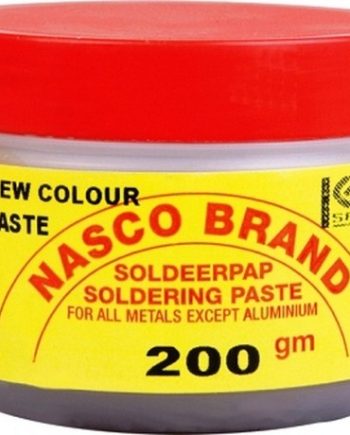 EW COLOUR
ASTE
NASCO BRAND
SOLDEERPAP
SOLDERING PASTE
FOR ALL METALS EXCEPT ALUMINIUM
200 gm